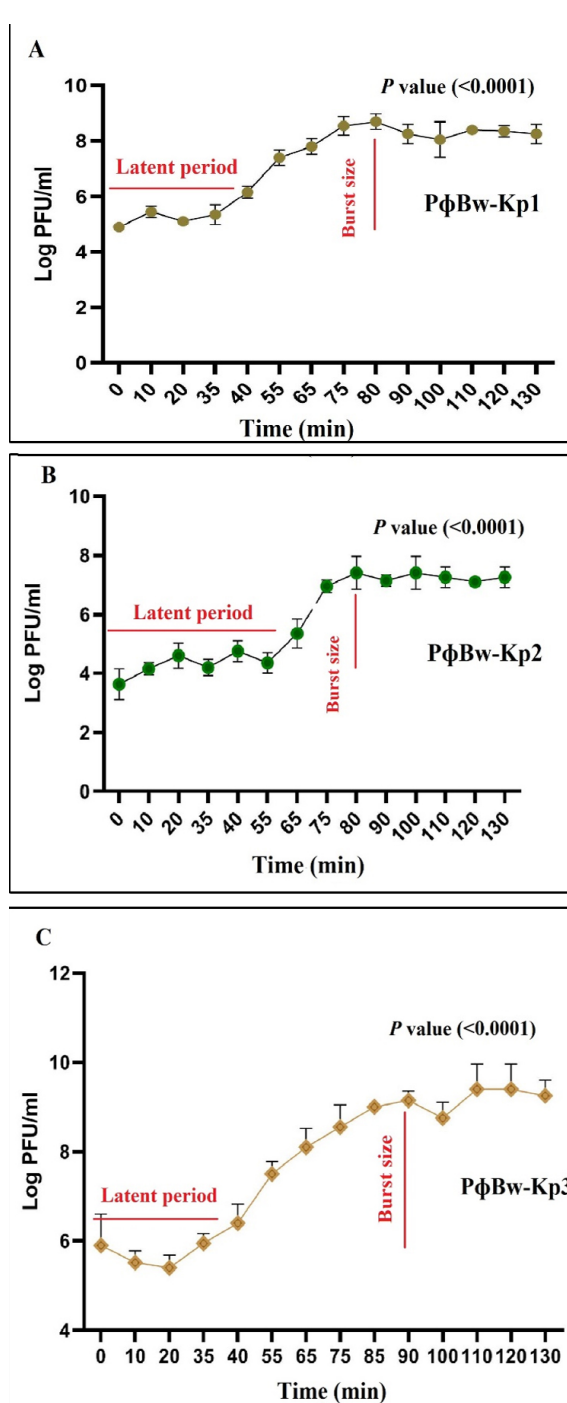 A
P value (<0.0001)
10
8
6
4
2
0
Latent period
Burst size
PϕBw-Kp1
Log PFU/ml
0 10 20 35 40 55 65 75 80 90 100 110 120 130
Time (min)
B
P value (<0.0001)
10
8
6
4
2
0
Latent period
Burst size
PϕBw-Kp2
Log PFU/ml
0 10 20 35 40 55 65 75 80 90 100 110 120 130
Time (min)
C
P value (<0.0001)
12
10
8
6
4
Latent period
Burst size
PϕBw-Kp3
Log PFU/ml
0 10 20 35 40 55 65 75 85 90 100 110 120 130
Time (min)